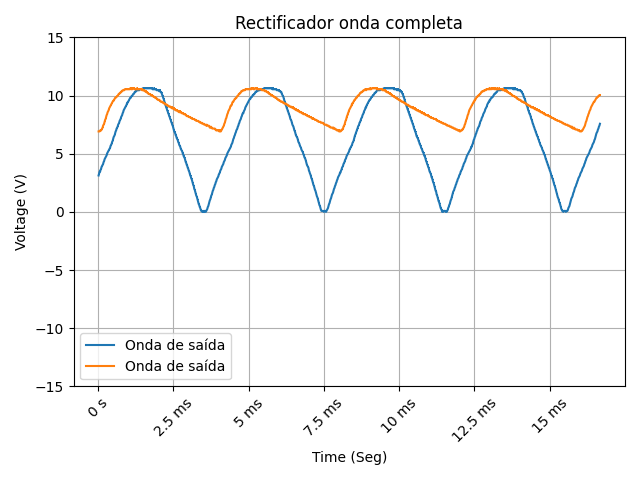 Rectificador onda completa
Voltage (V)
15
10
5
0
−5
−10
−15
Onda de saída
Onda de saída
0 s
2.5 ms
5 ms
7.5 ms
10 ms
12.5 ms
15 ms
Time (Seg)